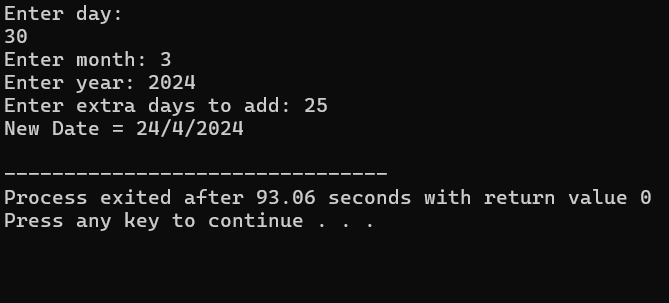 Enter day:
30
Enter month: 3
Enter year: 2024
Enter extra days to add: 25
New Date = 24/4/2024
--------------------------------
Process exited after 93.06 seconds with return value 0
Press any key to continue . . .